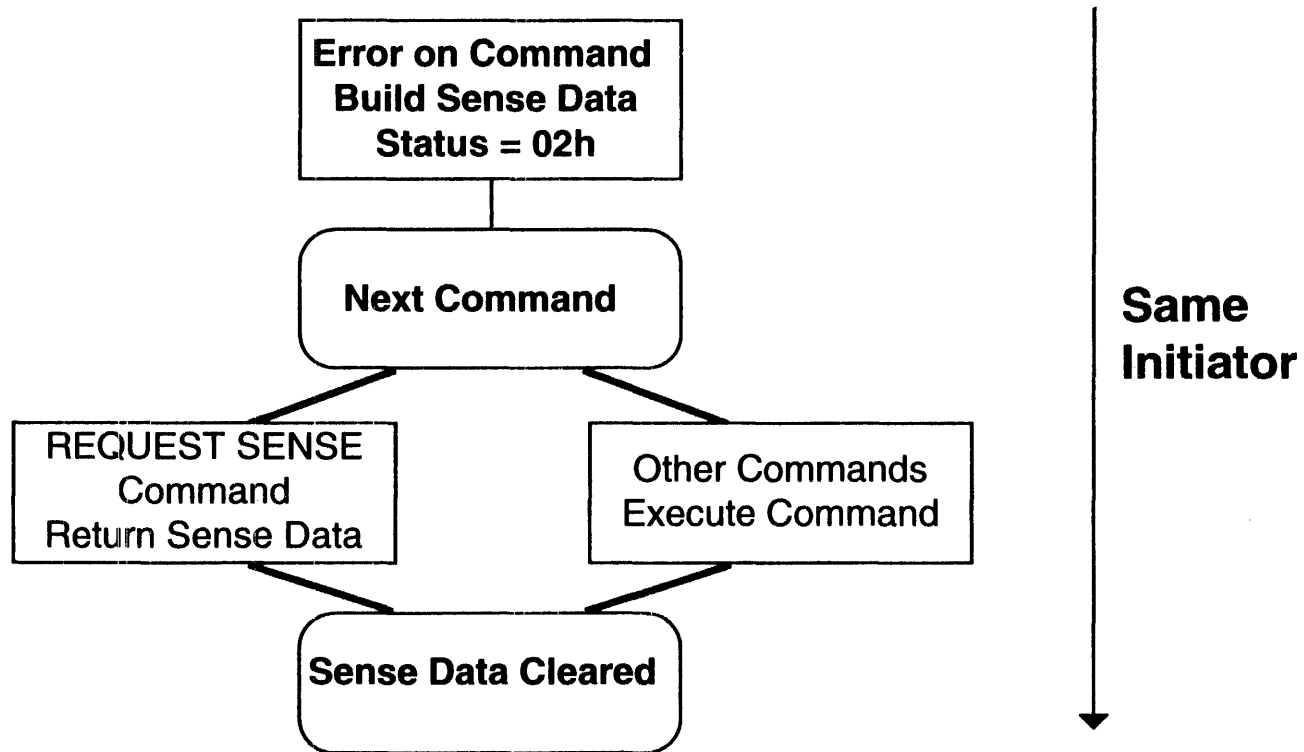 Error on Command
Build Sense Data
Status = 02h
Next Command
Same
Initiator
REQUEST SENSE
Command
Return Sense Data
Other Commands
Execute Command
Sense Data Cleared